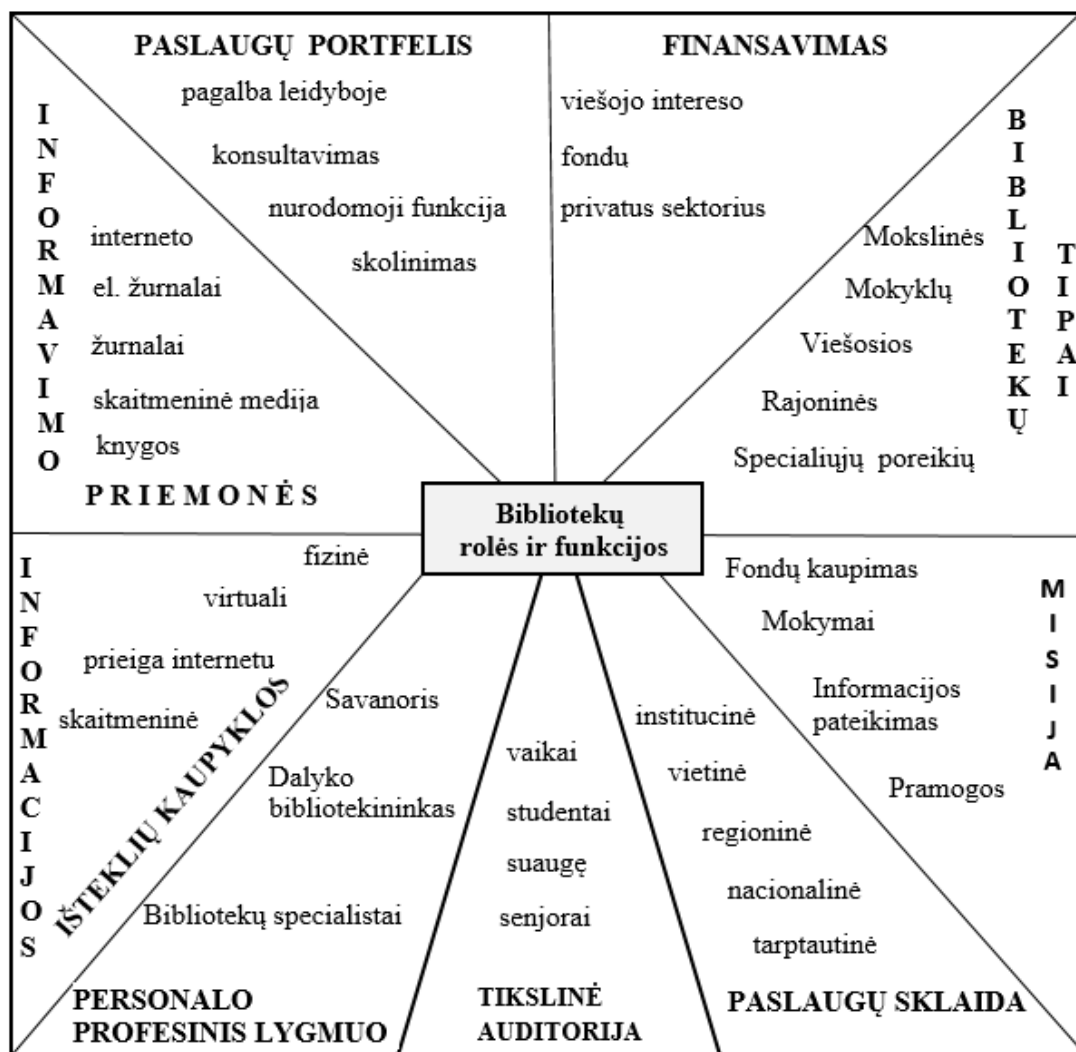 PASLAUGŲ PORTFELIS
pagalba leidyboje
konsultavimas
nurodomoji funkcija
skolinimas
FINANSAVIMAS
viešojo intereso
fondų
privatus sektorius
BIBLIOTEKŲ
TIPAI
Mokslinės
Mokyklų
Viešosios
Rajoninės
Specialiųjų poreikių
INFORMAVIMO
interneto
el. žurnalai
žurnalai
skaitmeninė medija
knygos
PRIEMONĖS
Bibliotekų
rolės ir funkcijos
INFORMACIJOS
fizinė
virtuali
prieiga internetu
skaitmeninė
IŠTEKLIŲ KAUPYKLOS
Savanoris
Dalyko
bibliotekininkas
Bibliotekų specialistai
PERSONALO
PROFESINIS LYGMUO
vaikai
studentai
suaugę
senjorai
TIKSLINĖ
AUDITORIJA
institucinė
vietinė
regioninė
nacionalinė
tarptautinė
PASLAUGŲ SKLAIDA
Fondų kaupimas
Mokymai
Informacijos
pateikimas
Pramogos
MISIJA